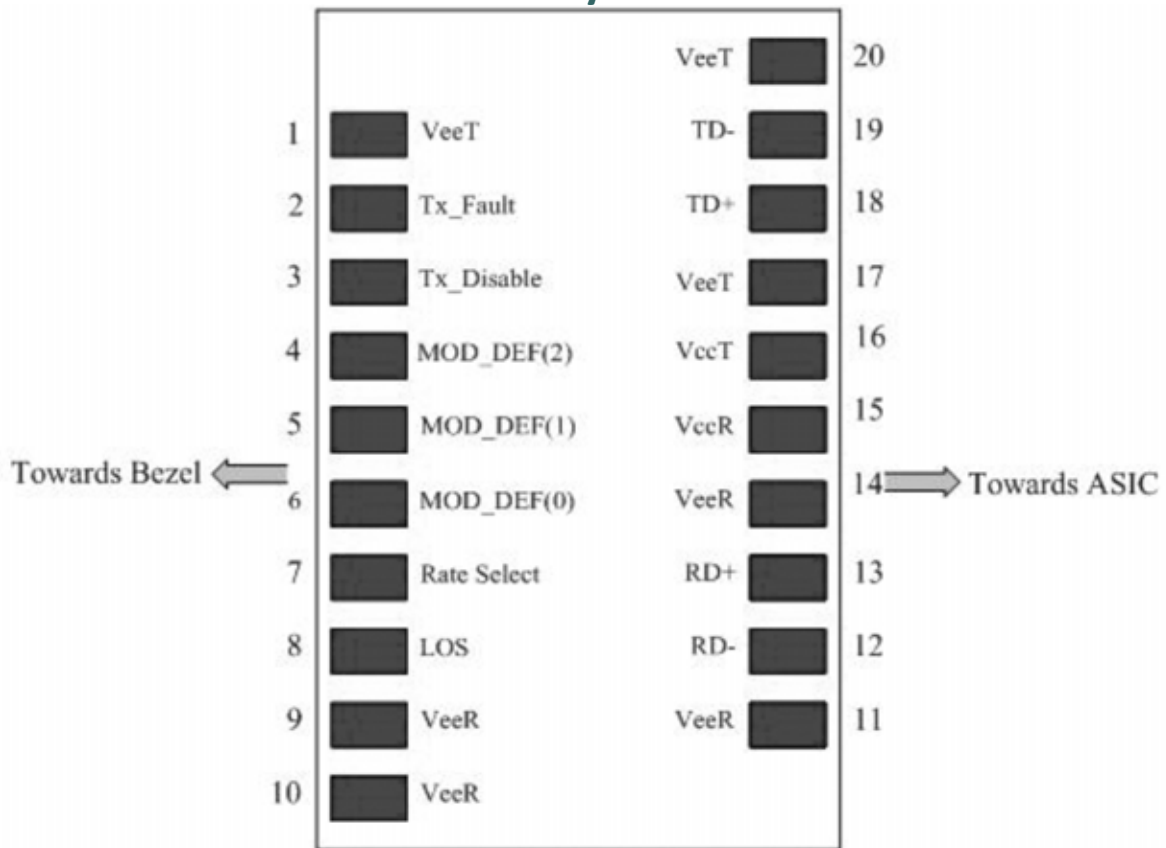 VeeT 20
1 VeeT TD- 19
2 Tx_Fault TD+ 18
3 Tx_Disable VeeT 17
4 MOD_DEF(2) VccT 16
5 MOD_DEF(1) VccR 15
Towards Bezel 6 MOD_DEF(0) VeeR 14 Towards ASIC
7 Rate Select RD+ 13
8 LOS RD- 12
9 VeeR VeeR 11
10 VeeR